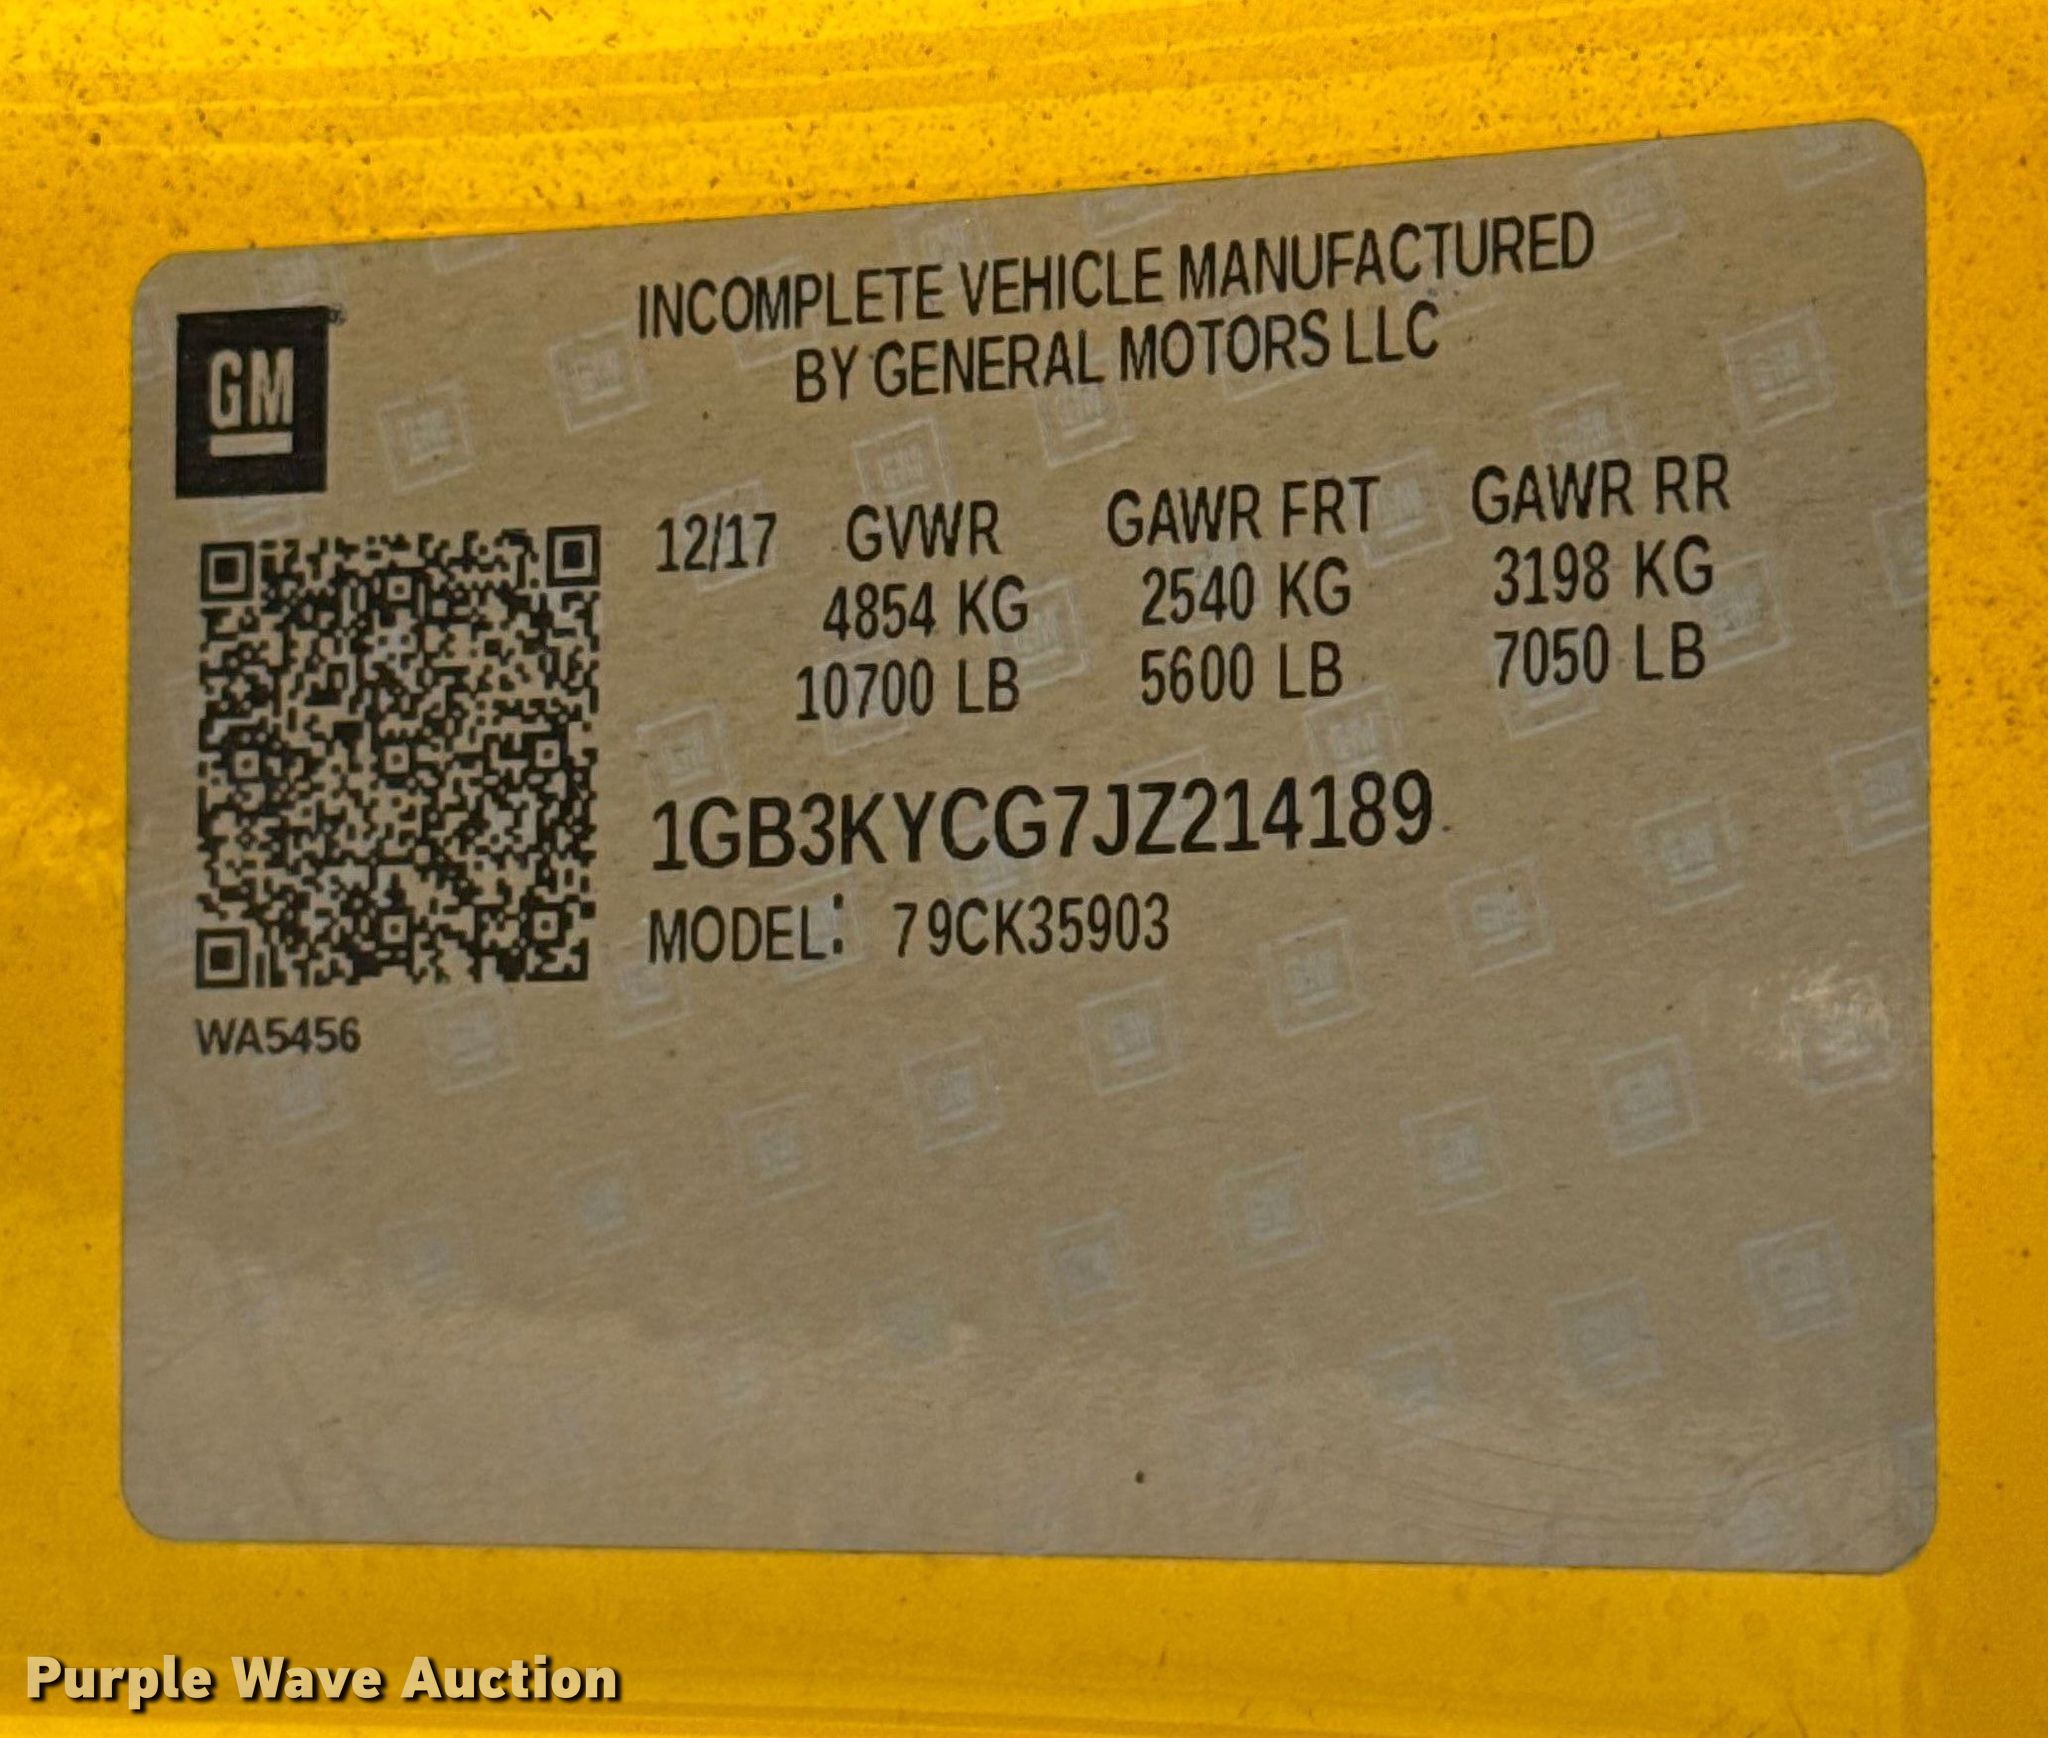 INCOMPLETE VEHICLE MANUFACTURED
BY GENERAL MOTORS LLC
GM
12/17 GVWR GAWR FRT GAWR RR
4854 KG 2540 KG 3198 KG
10700 LB 5600 LB 7050 LB
1GB3KYCG7JZ214189
MODEL: 79CK35903
WA5456
Purple Wave Auction